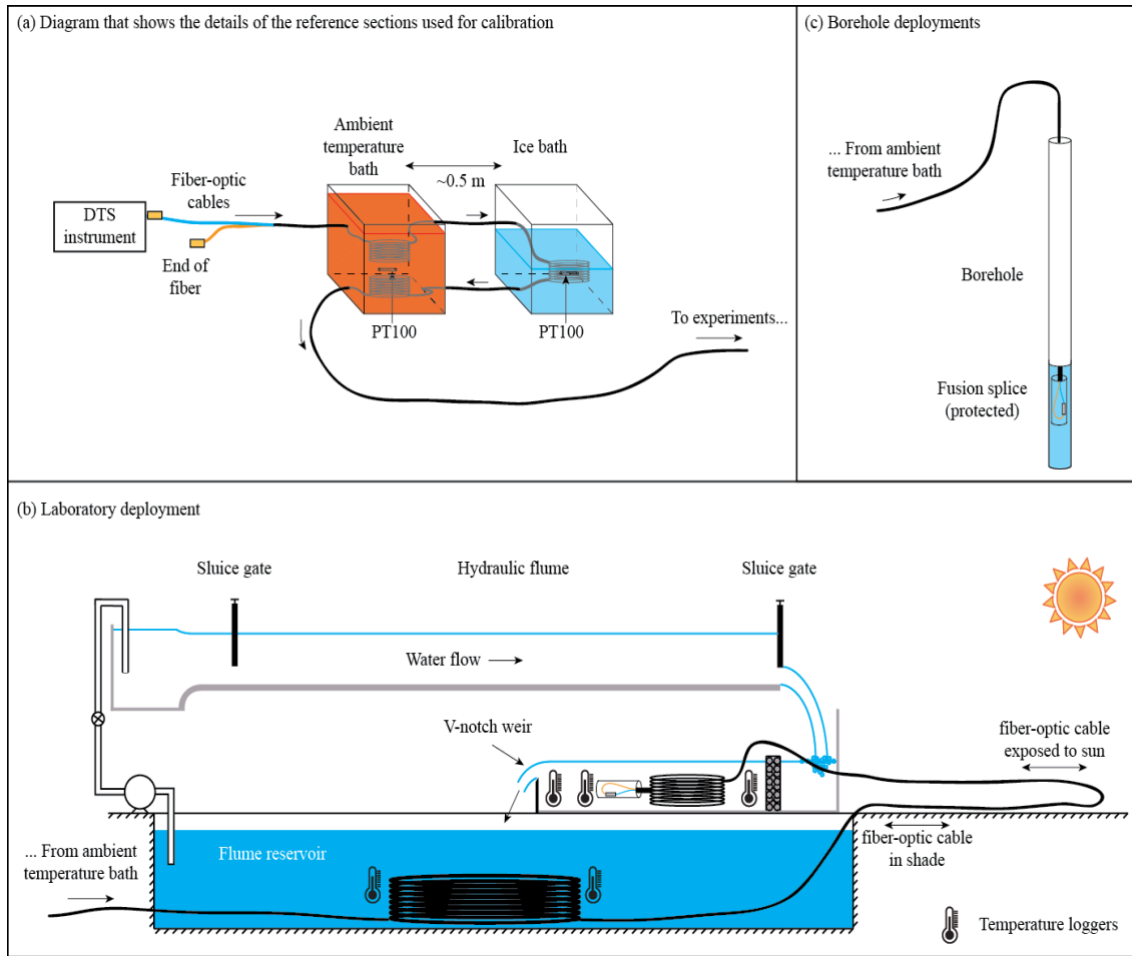 (a) Diagram that shows the details of the reference sections used for calibration
Ambient
temperature
bath
Ice bath
~0.5 m
Fiber-optic
cables
DTS
instrument
End of
fiber
PT100
PT100
To experiments...
(c) Borehole deployments
... From ambient
temperature bath
Borehole
Fusion splice
(protected)
(b) Laboratory deployment
Sluice gate
Hydraulic flume
Sluice gate
Water flow
V-notch weir
fiber-optic cable
exposed to sun
... From ambient
temperature bath
Flume reservoir
fiber-optic cable
in shade
Temperature loggers